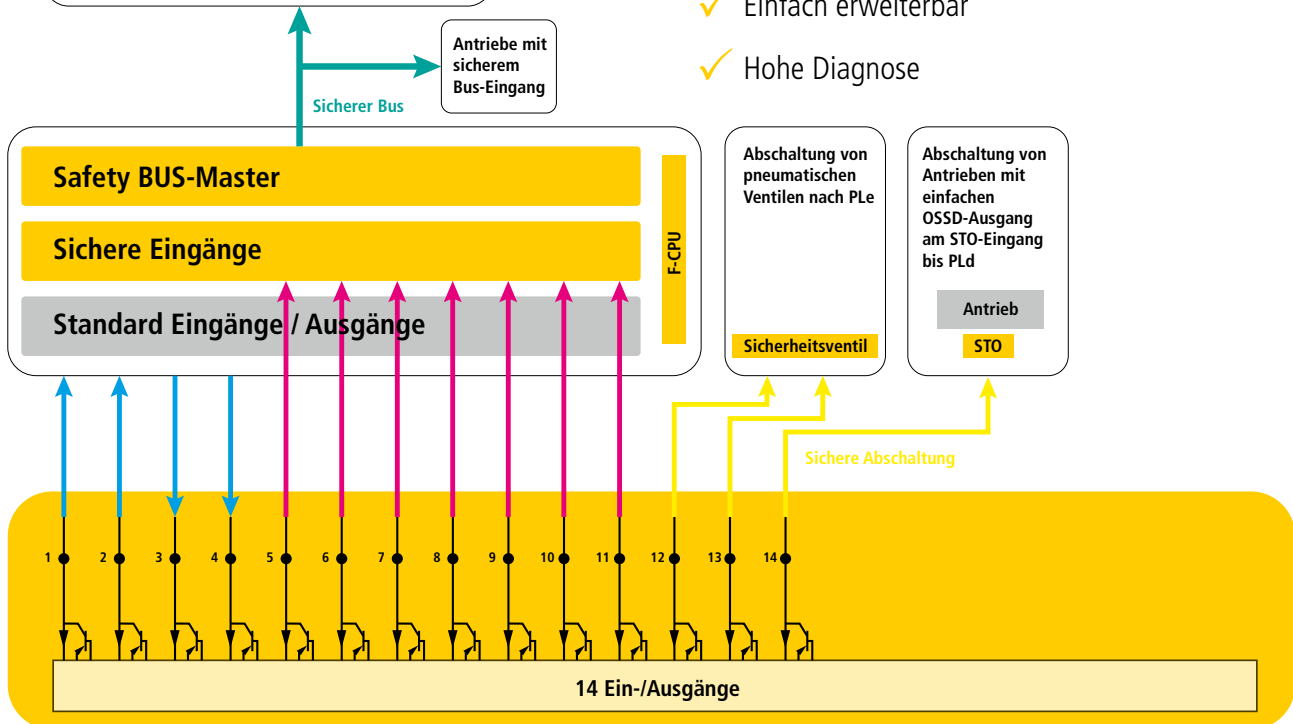 Einfach erweiterbar
Hohe Diagnose
Antriebe mit
sicherem
Bus-Eingang
Sicherer Bus
Safety BUS-Master
Sichere Eingänge
Standard Eingänge / Ausgänge
F-CPU
Abschaltung von
pneumatischen
Ventilen nach PLe
Sicherheitsventil
Abschaltung von
Antrieben mit
einfachen
OSSD-Ausgang
am STO-Eingang
bis PLd
Antrieb
STO
Sichere Abschaltung
1 2 3 4 5 6 7 8 9 10 11 12 13 14
14 Ein-/Ausgänge